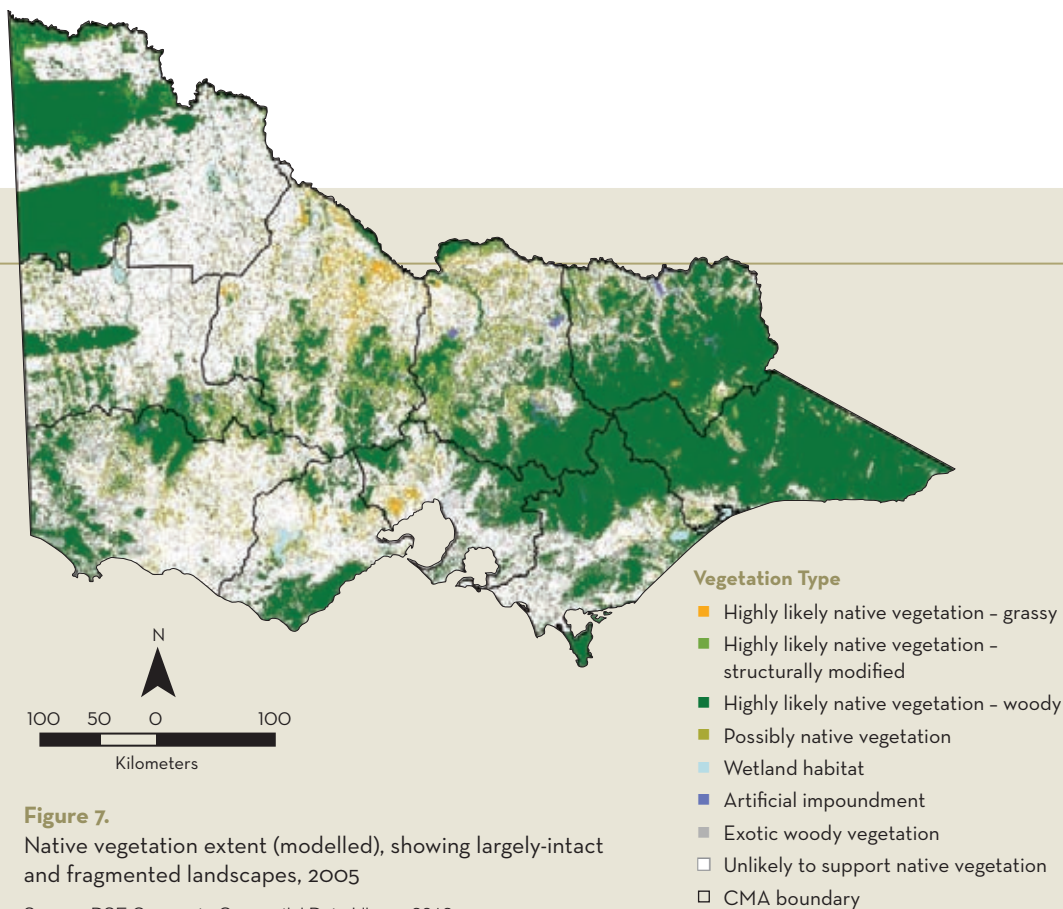 N
100 50 0 100
Kilometers
Figure 7.
Native vegetation extent (modelled), showing largely-intact
and fragmented landscapes, 2005
Vegetation Type
Highly likely native vegetation – grassy
Highly likely native vegetation –
structurally modified
Highly likely native vegetation – woody
Possibly native vegetation
Wetland habitat
Artificial impoundment
Exotic woody vegetation
Unlikely to support native vegetation
CMA boundary